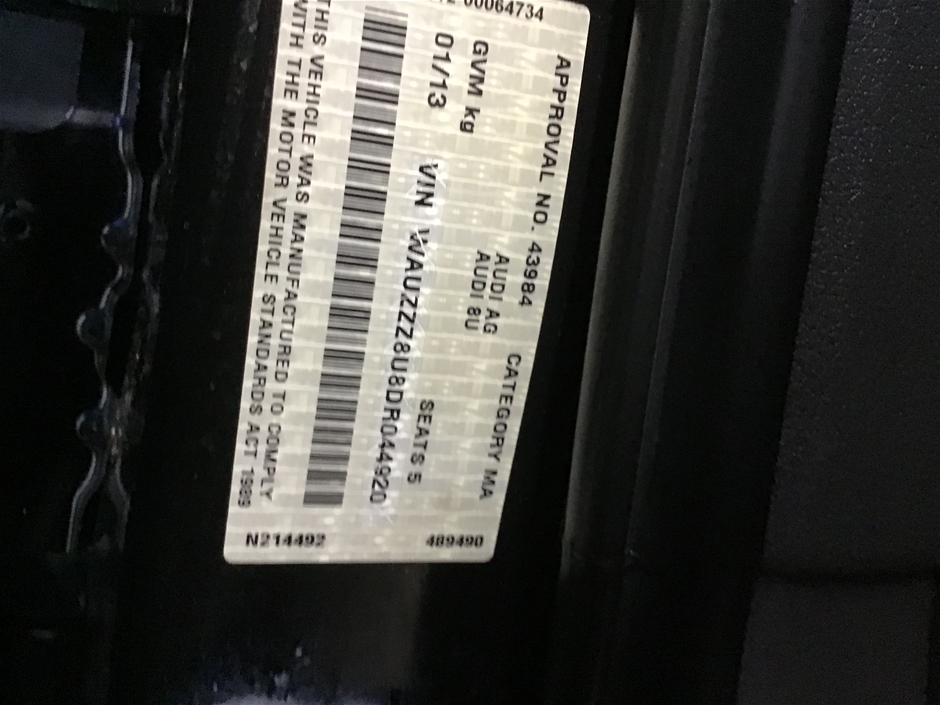 00064734
APPROVAL NO. 43984 CATEGORY MA
AUDI AG
GVM kg AUDI 8U
01/13 VIN WAUZZZ8U8DR044920 SEATS 5
THIS VEHICLE WAS MANUFACTURED TO COMPLY
WITH THE MOTOR VEHICLE STANDARDS ACT 1989
N214492
489490